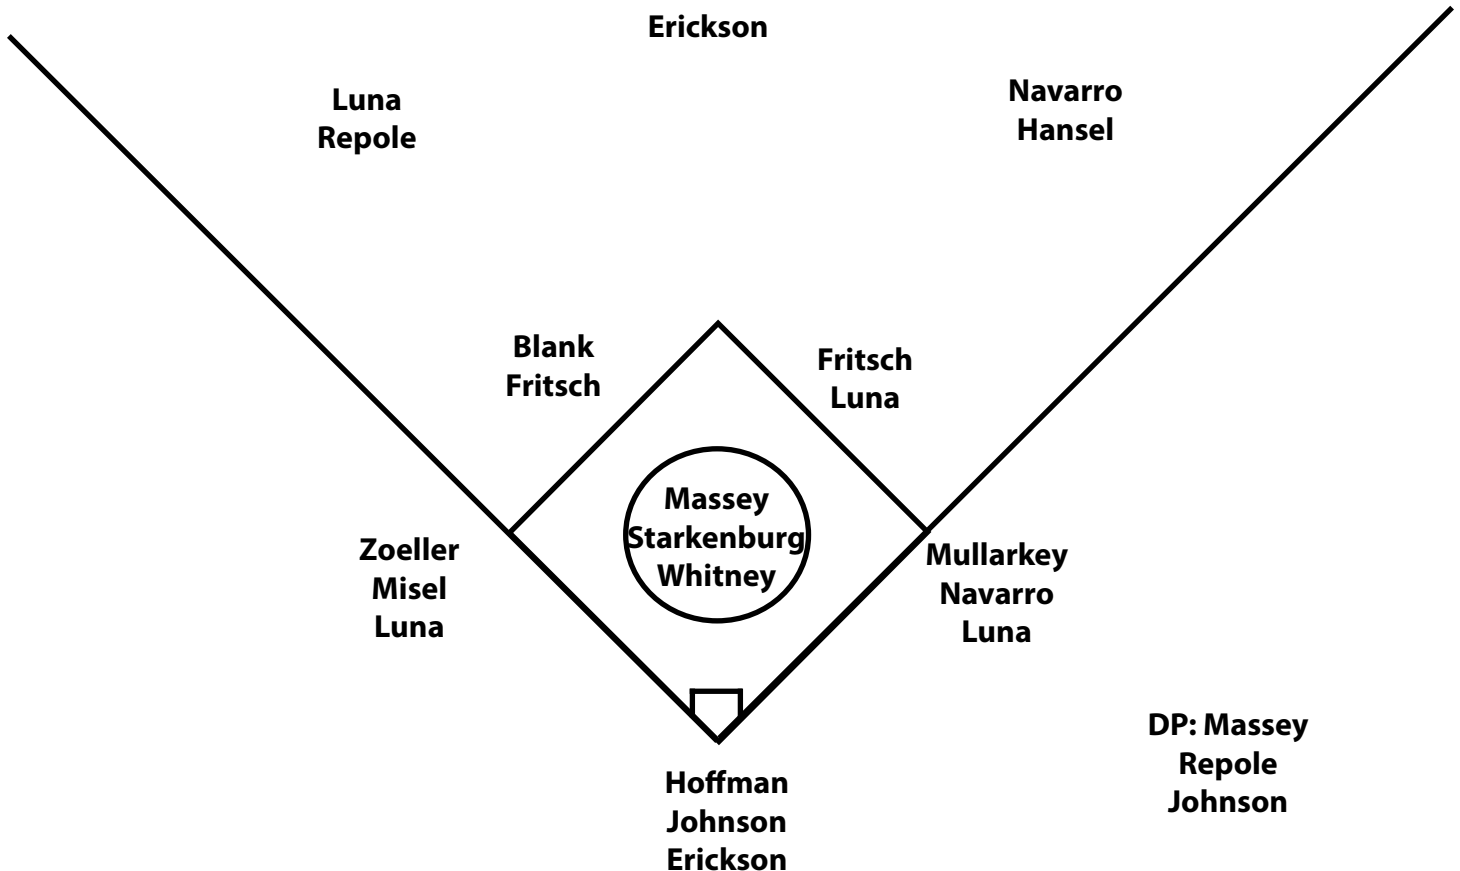 Erickson
Luna
Repole
Navarro
Hansel
Blank
Fritsch
Fritsch
Luna
Massey
Starkenburg
Whitney
Zoeller
Misel
Luna
Mullarkey
Navarro
Luna
DP: Massey
Repole
Johnson
Hoffman
Johnson
Erickson